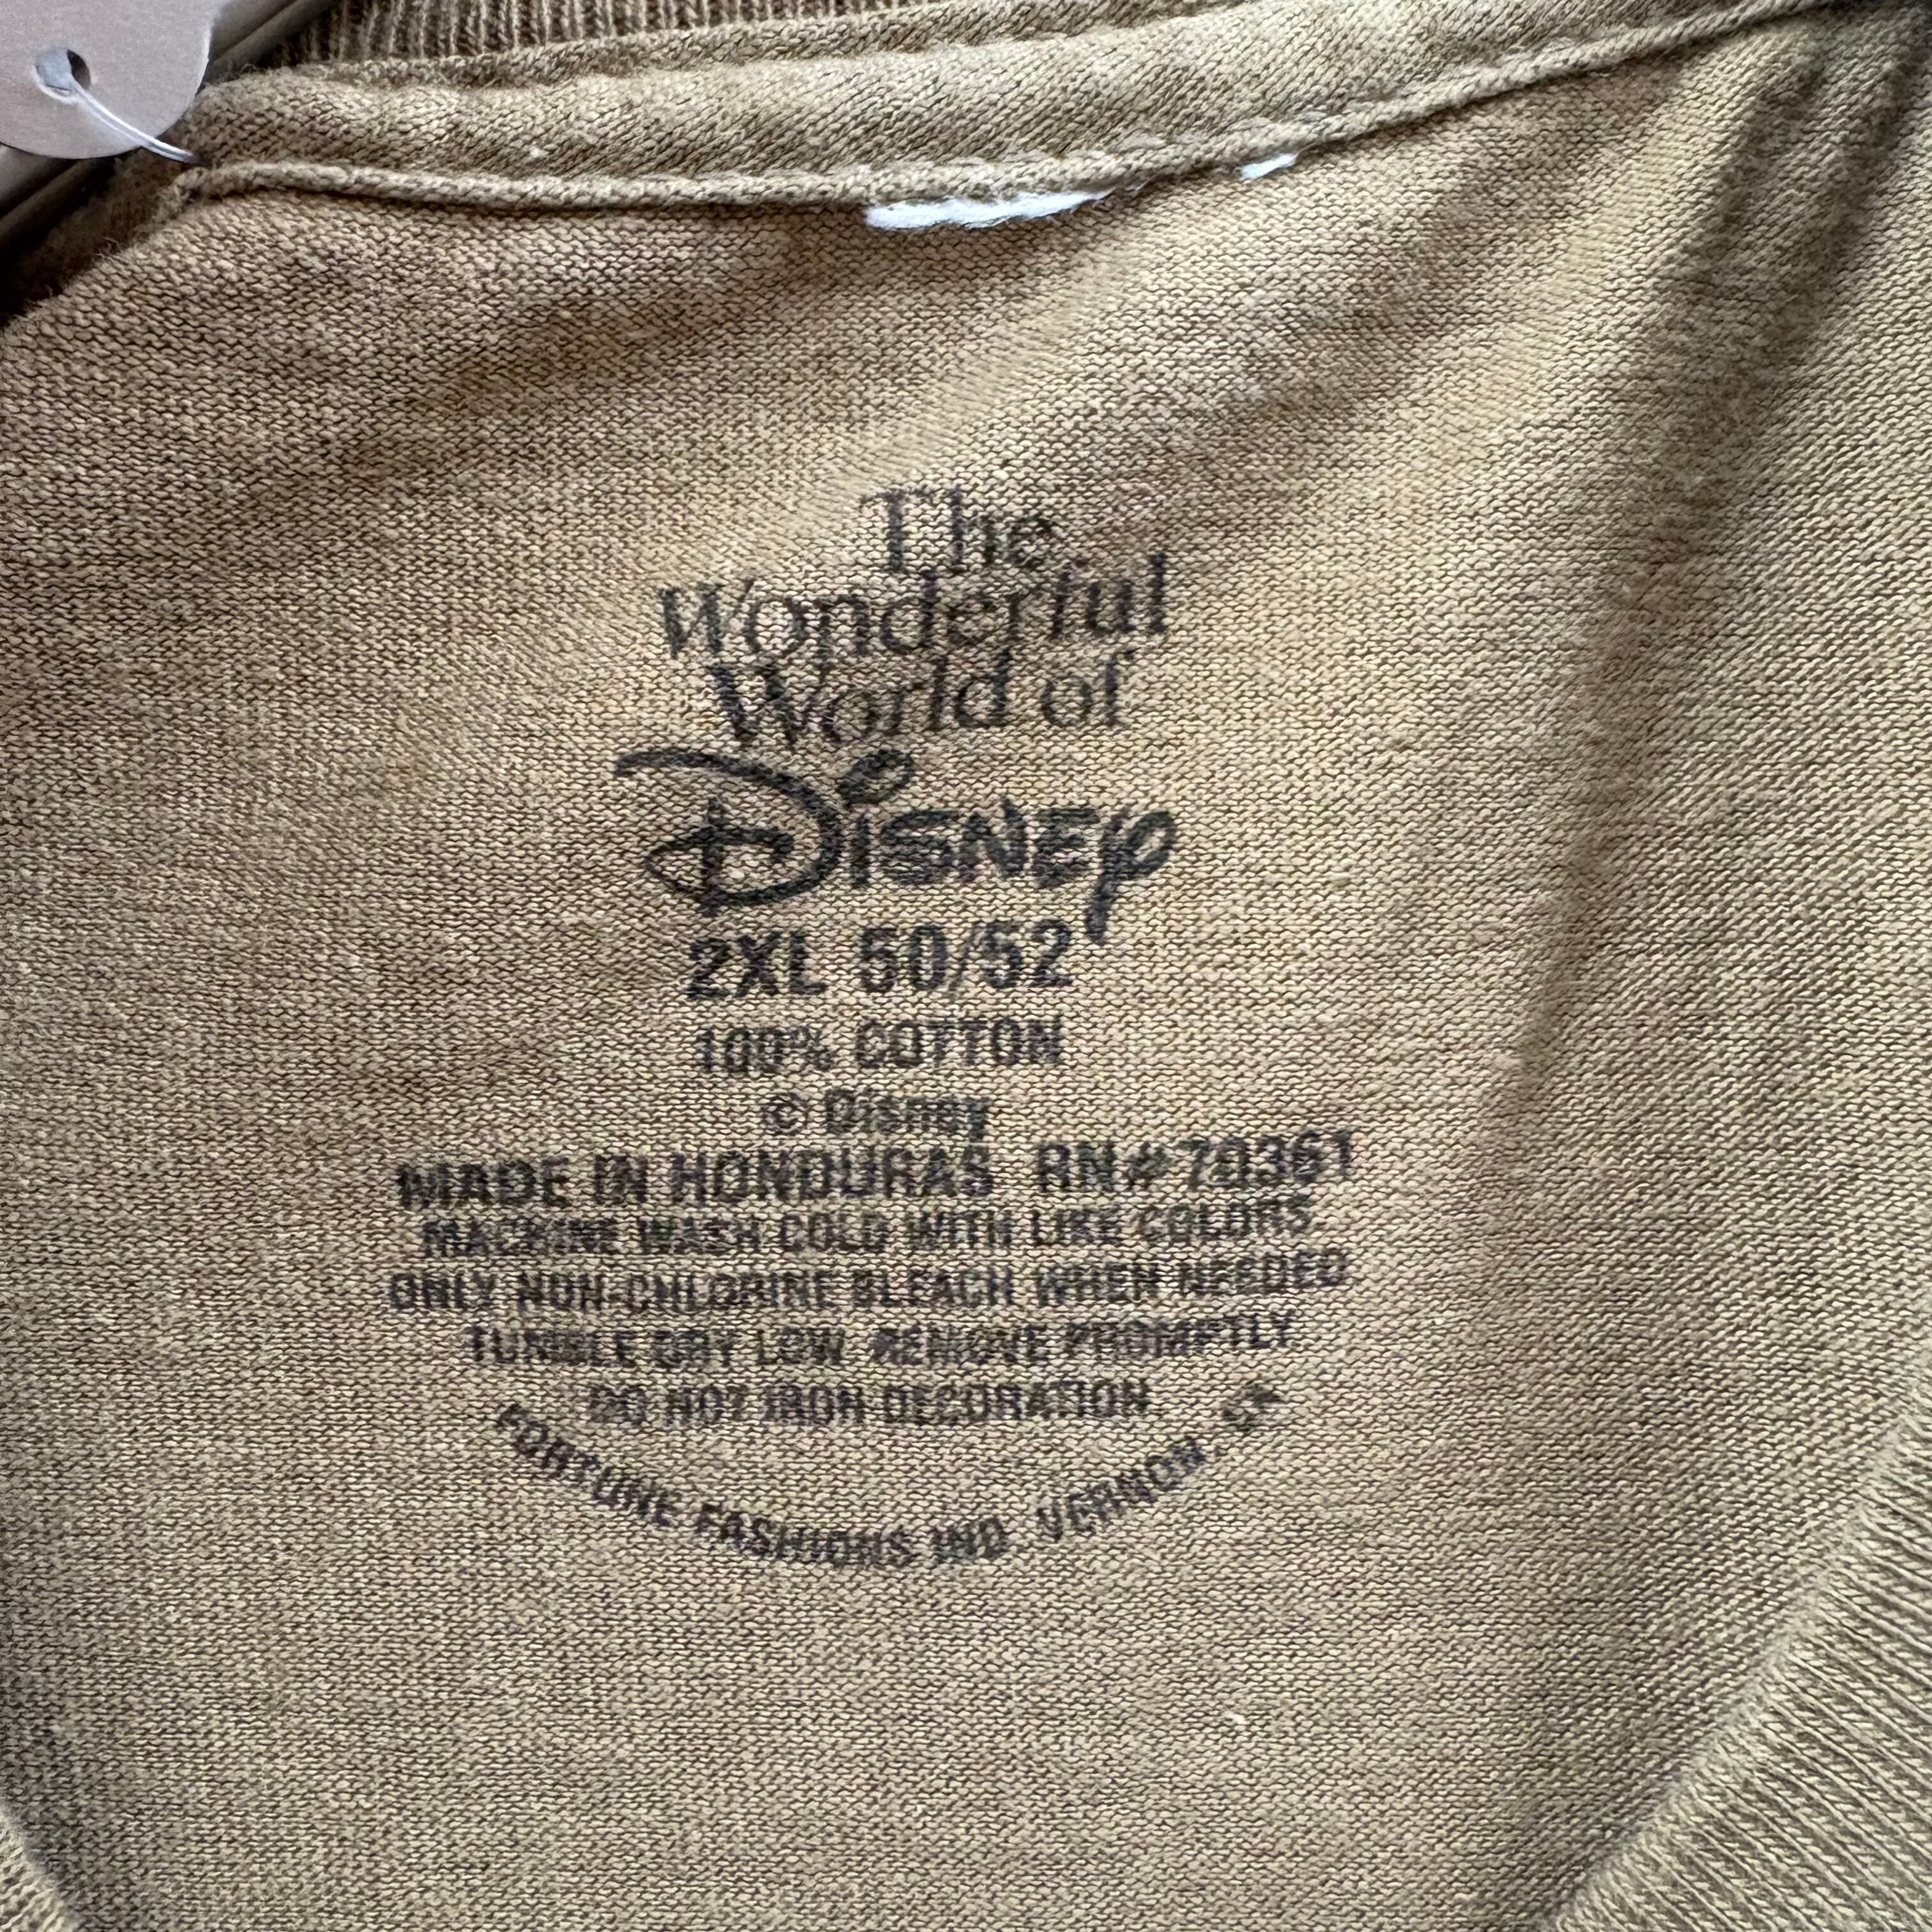 The
Wonderful
World of
Disney
2XL 50/52
100% COTTON
© Disney
MADE IN HONDURAS RN#70361
MACHINE WASH COLD WITH LIKE COLORS
ONLY NON-CHLORINE BLEACH WHEN NEEDED
TUMBLE DRY LOW REMOVE PROMPTLY
DO NOT IRON DECORATION
FORTUNE FASHIONS IND. VERNON, CA